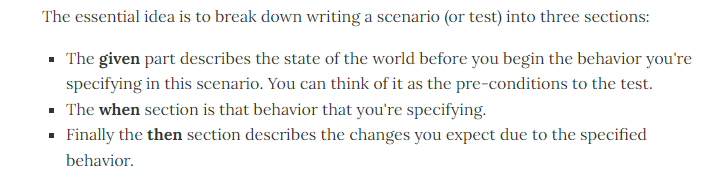 The essential idea is to break down writing a scenario (or test) into three sections:
▪ The given part describes the state of the world before you begin the behavior you're
specifying in this scenario. You can think of it as the pre-conditions to the test.
▪ The when section is that behavior that you're specifying.
▪ Finally the then section describes the changes you expect due to the specified
behavior.